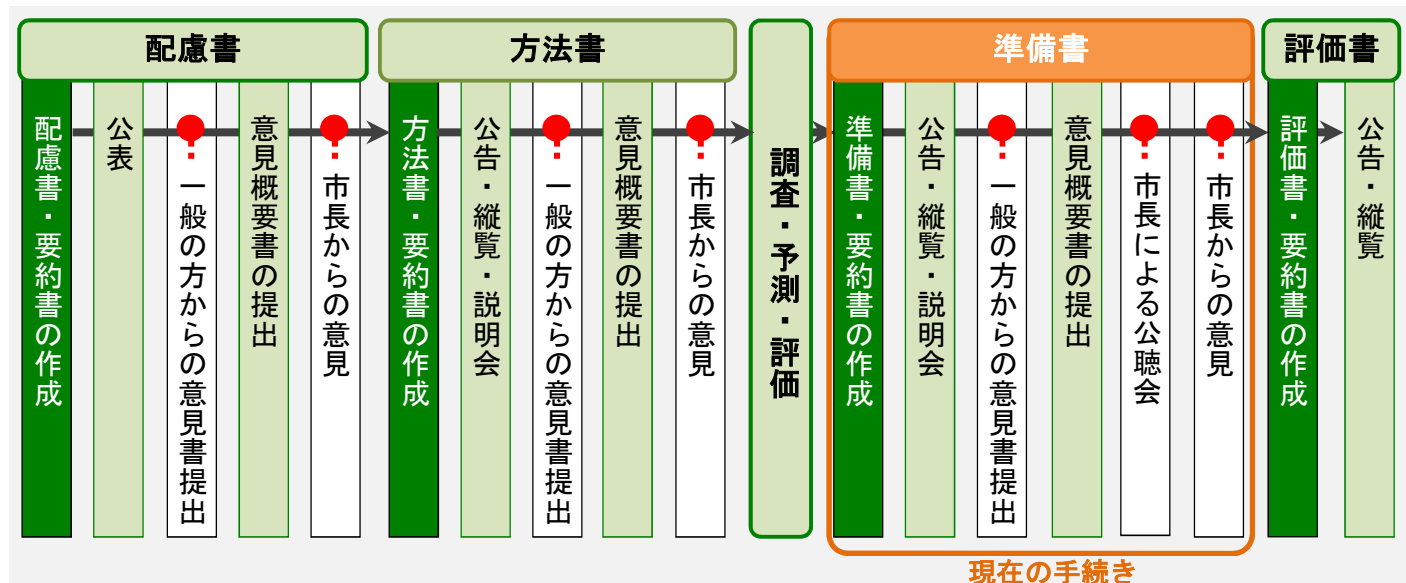 配慮書
配慮書・要約書の作成
公表
一般の方からの意見書提出
意見概要書の提出
市長からの意見
方法書
方法書・要約書の作成
公告・縦覧・説明会
一般の方からの意見書提出
意見概要書の提出
市長からの意見
調査・予測・評価
準備書
準備書・要約書の作成
公告・縦覧・説明会
一般の方からの意見書提出
意見概要書の提出
市長による公聴会
市長からの意見
評価書
評価書・要約書の作成
公告・縦覧
現在の手続き